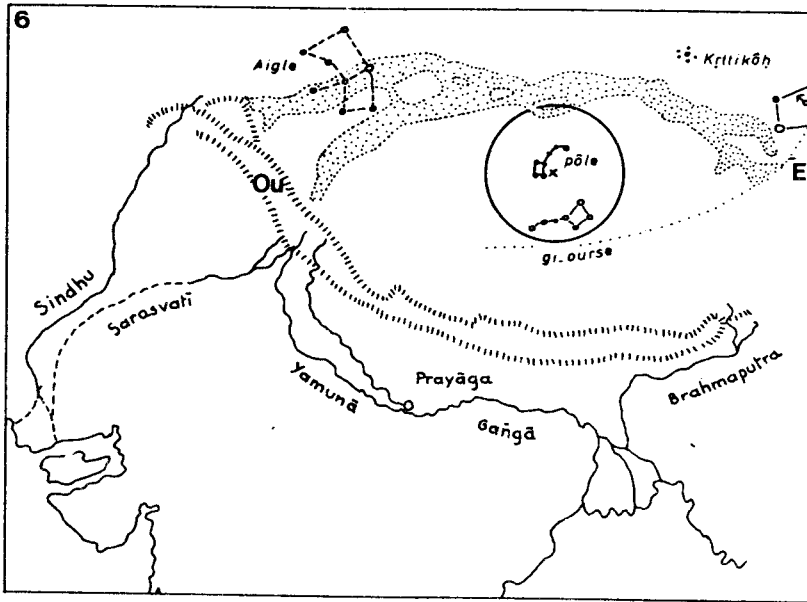 6
Aigle
Kṛttikāḥ
pôle
E
Ou
gr. ourse
Sindhu
Sarasvatī
Yamunā
Prayāga
Gaṅgā
Brahmaputra